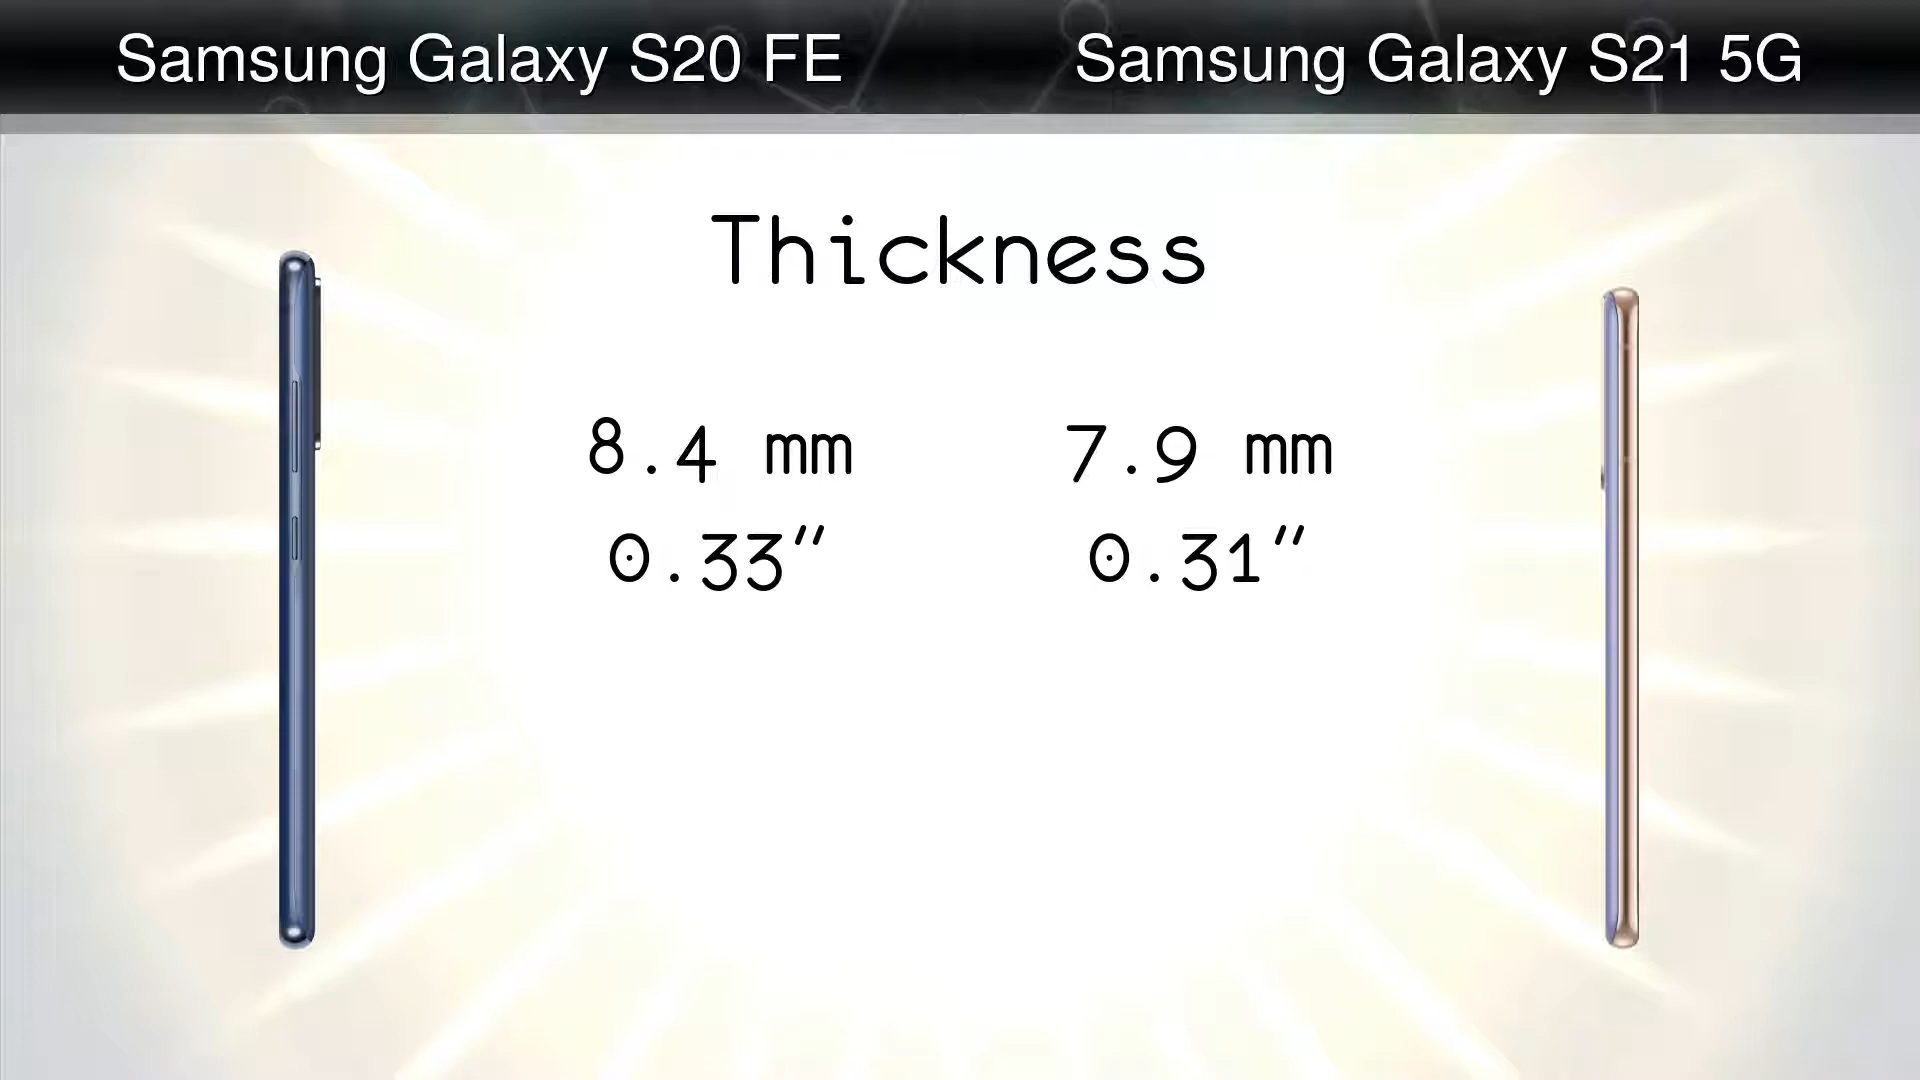 Samsung Galaxy S20 FE
Samsung Galaxy S21 5G
Thickness
8.4 mm
7.9 mm
0.33"
0.31"